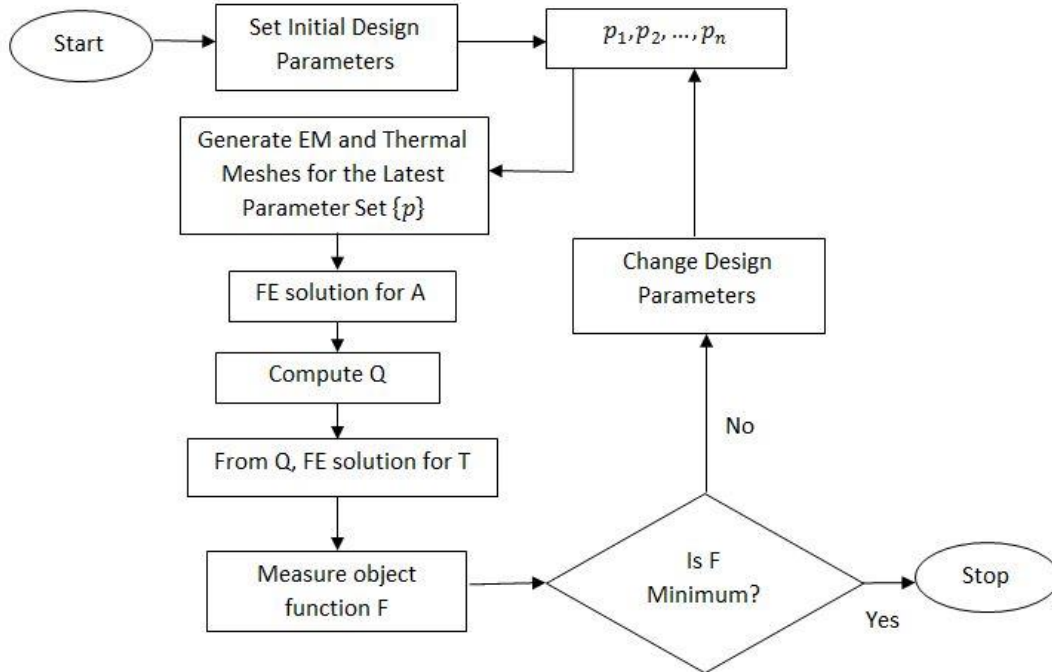 Start
Set Initial Design
Parameters
p₁, p₂, ..., pₙ
Generate EM and Thermal
Meshes for the Latest
Parameter Set {p}
FE solution for A
Compute Q
From Q, FE solution for T
Measure object
function F
Is F
Minimum?
No
Change Design
Parameters
Yes
Stop